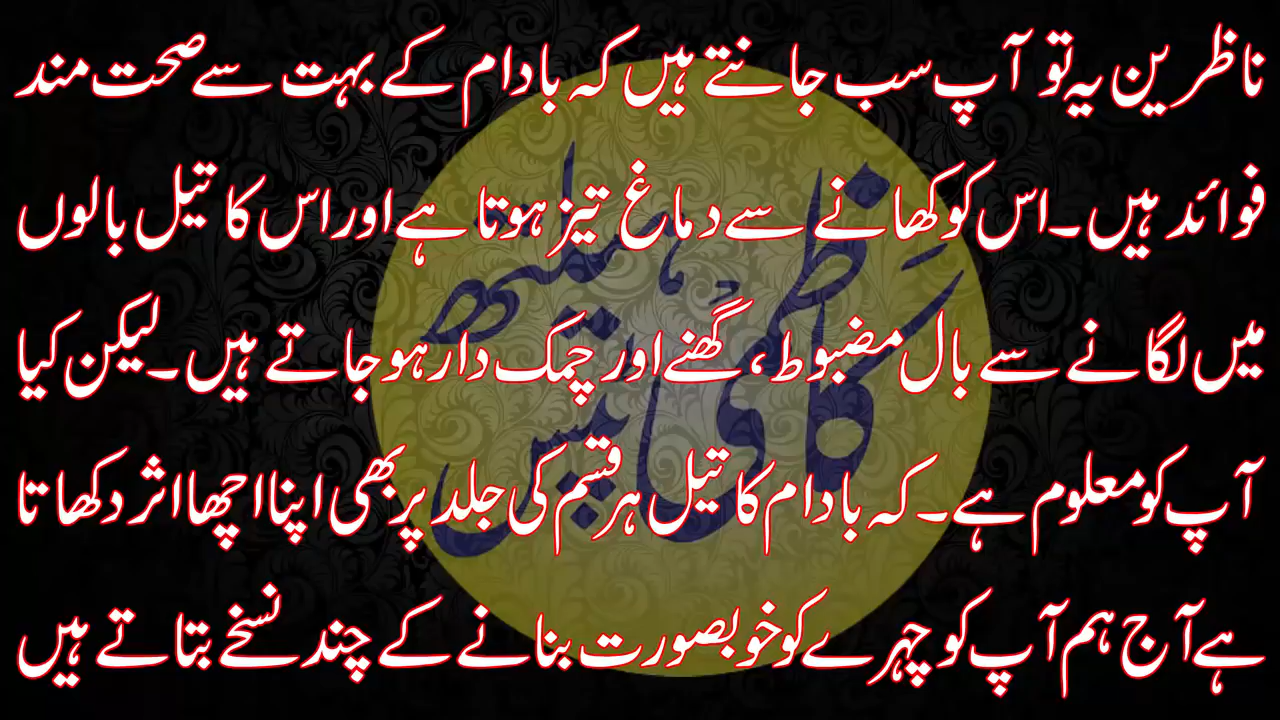 ناظرین یہ تو آپ سب جانتے ہیں کہ بادام کے بہت سے صحت مند
فوائد ہیں۔اس کو کھانے سے دماغ تیز ہوتا ہے اور اس کا تیل بالوں
میں لگانے سے بال مضبوط، گھنے اور چمک دار ہو جاتے ہیں۔ لیکن کیا
آپ کو معلوم ہے۔ کہ بادام کا تیل ہر قسم کی جلد پر بھی اپنا اچھا اثر دکھاتا
ہے آج ہم آپ کو چہرے کو خوبصورت بنانے کے چند نسخے بتاتے ہیں
کاظمی ہیلتھ
ٹپس